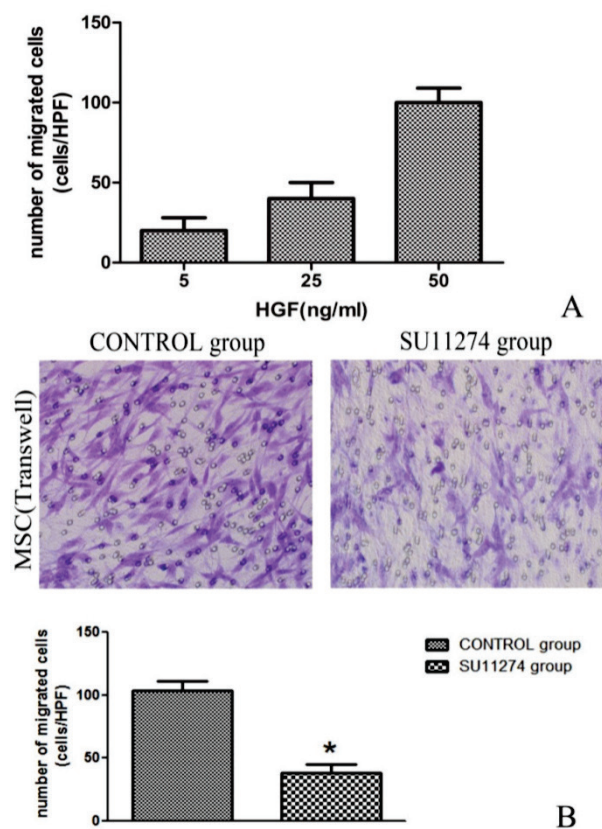 number of migrated cells
(cells/HPF)
150
100
50
0
5 25 50
HGF(ng/ml)
A
CONTROL group SU11274 group
MSC(Transwell)
number of migrated cells
(cells/HPF)
150
100
50
0
*
CONTROL group
SU11274 group
B